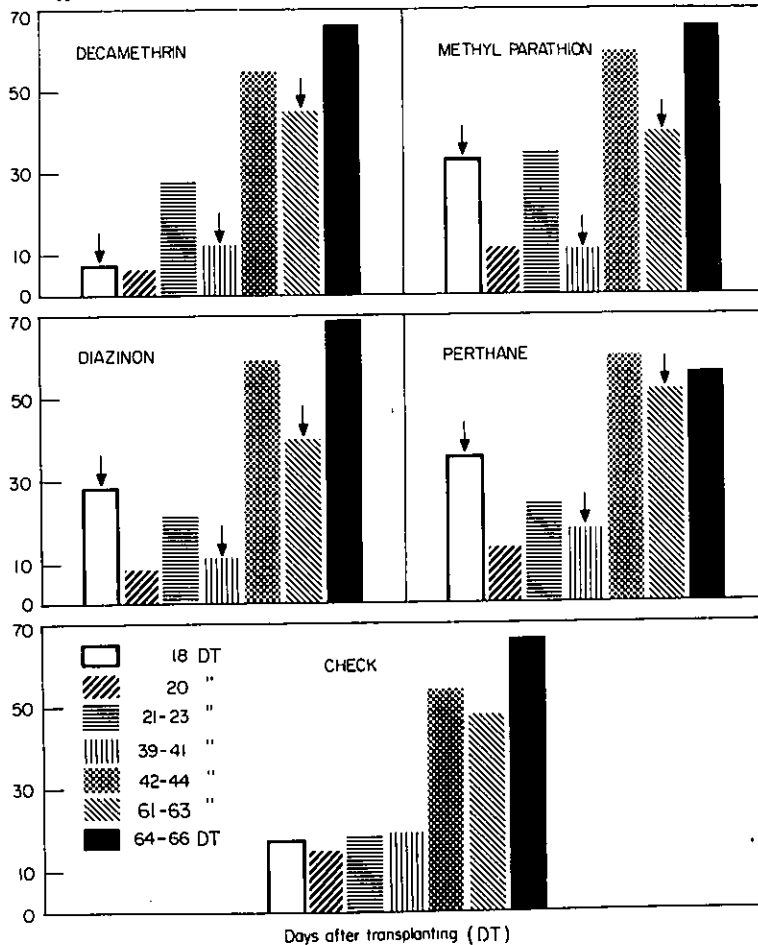 70
50
30
10
0
DECAMETHRIN
METHYL PARATHION
70
50
30
10
0
DIAZINON
PERTHANE
70
50
30
10
0
CHECK
18 DT
20 "
21-23 "
39-41 "
42-44 "
61-63 "
64-66 DT
Days after transplanting (DT)